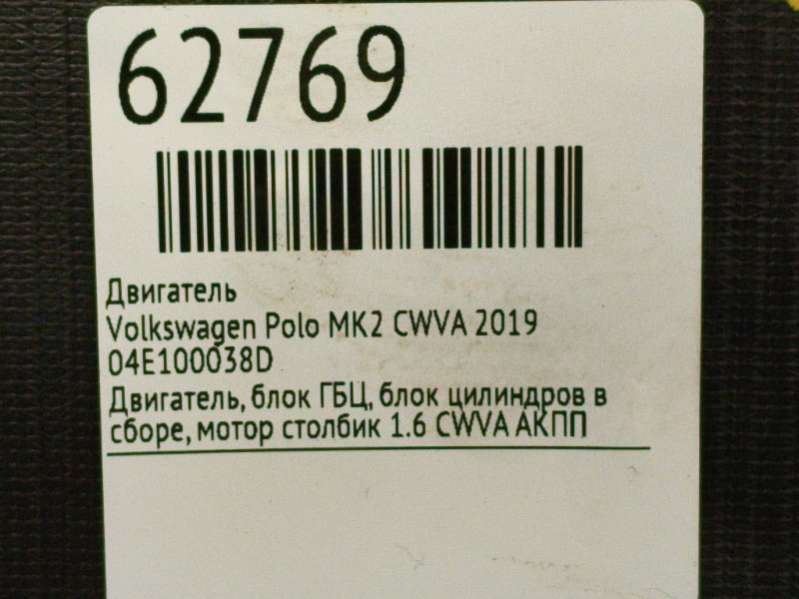 62769
Двигатель
Volkswagen Polo MK2 CWVA 2019
04E100038D
Двигатель, блок ГБЦ, блок цилиндров в
сборе, мотор столбик 1.6 CWVA АКПП